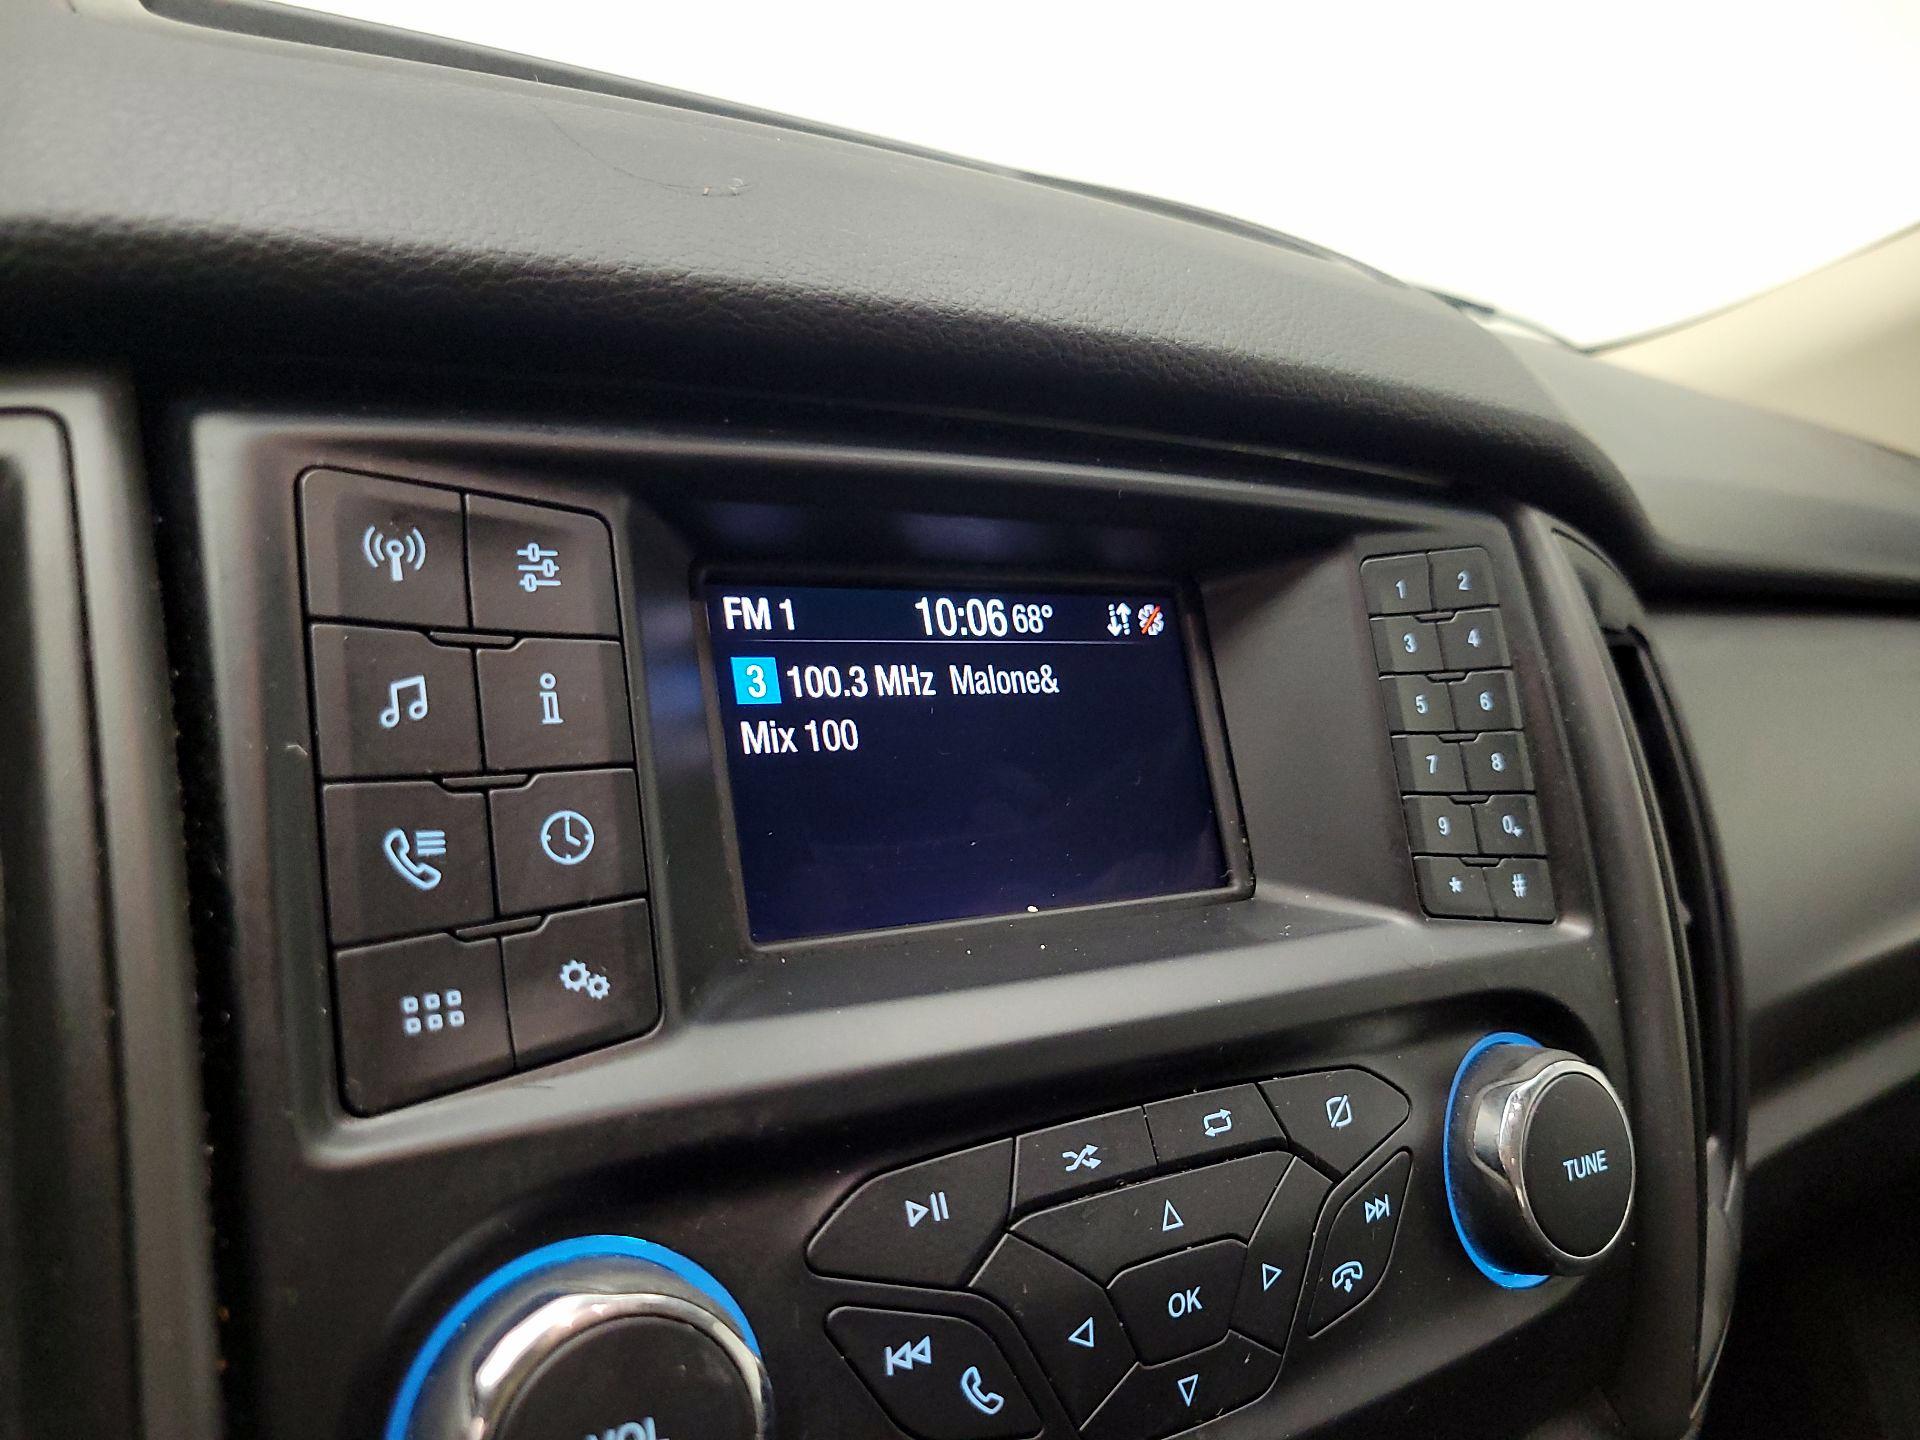 FM 1 10:06 68°
3 100.3 MHz Malone&
Mix 100
1 2
3 4
5 6
7 8
9 0+
* #
TUNE
OK
VOL